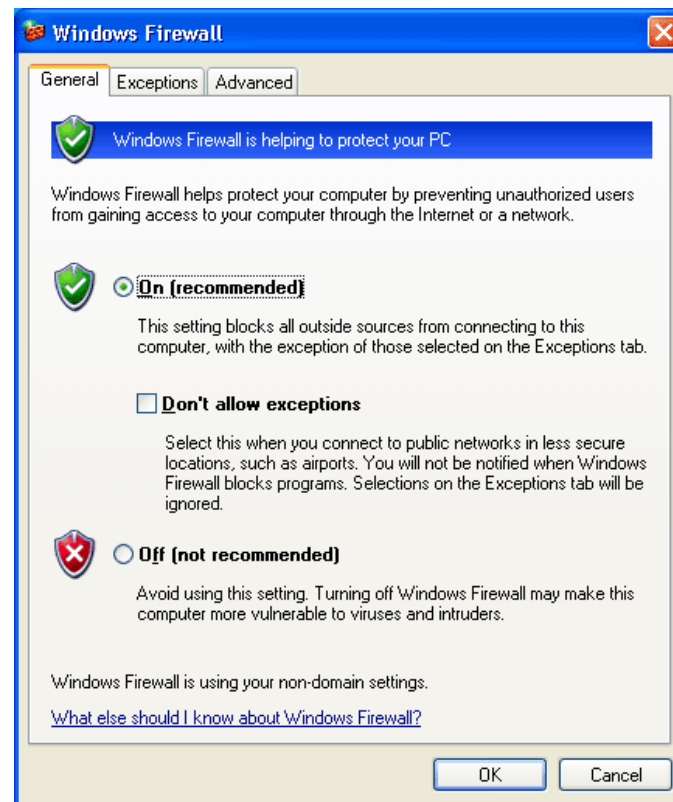 Windows Firewall
General
Exceptions
Advanced
Windows Firewall is helping to protect your PC
Windows Firewall helps protect your computer by preventing unauthorized users
from gaining access to your computer through the Internet or a network.
On (recommended)
This setting blocks all outside sources from connecting to this
computer, with the exception of those selected on the Exceptions tab.
Don't allow exceptions
Select this when you connect to public networks in less secure
locations, such as airports. You will not be notified when Windows
Firewall blocks programs. Selections on the Exceptions tab will be
ignored.
Off (not recommended)
Avoid using this setting. Turning off Windows Firewall may make this
computer more vulnerable to viruses and intruders.
Windows Firewall is using your non-domain settings.
What else should I know about Windows Firewall?
OK
Cancel